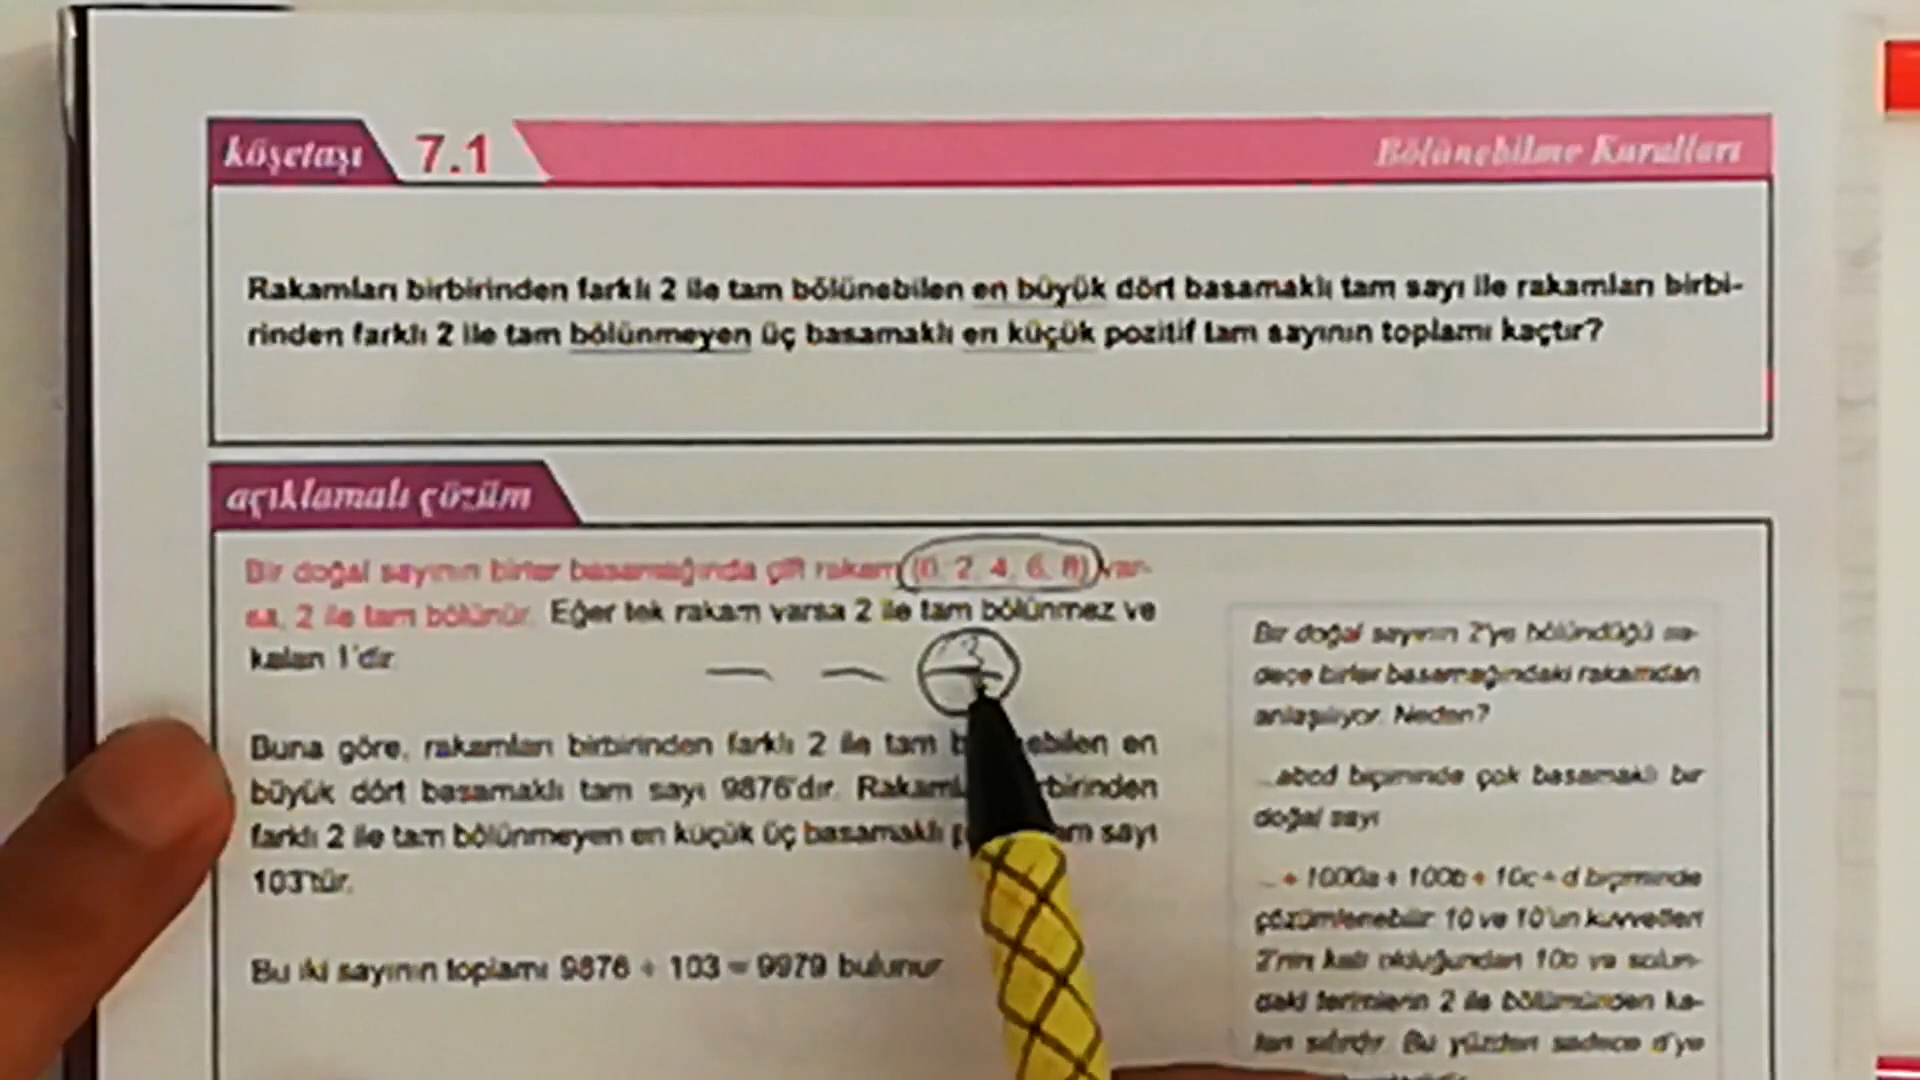 köşetaşı 7.1 Bölünebilme Kuralları
Rakamları birbirinden farklı 2 ile tam bölünebilen en büyük dört basamaklı tam sayı ile rakamları birbi-
rinden farklı 2 ile tam bölünmeyen üç basamaklı en küçük pozitif tam sayının toplamı kaçtır?
açıklamalı çözüm
Bir doğal sayının birler basamağında çift rakam (0, 2, 4, 6, 8) var-
sa, 2 ile tam bölünür. Eğer tek rakam varsa 2 ile tam bölünmez ve
kalan 1'dir.
Buna göre, rakamları birbirinden farklı 2 ile tam en
büyük dört basamaklı tam sayı 9876'dır.
farklı 2 ile tam bölünmeyen en küçük üç basamaklı sayı
103'tür.
Bu iki sayının toplamı 9876 + 103 = 9979 bulunur.
Bir doğal sayının 2'ye bölündüğü sa-
dece birler basamağındaki rakamdan
anlaşılıyor. Neden?
...abcd biçiminde çok basamaklı bir
doğal sayı
... + 1000a + 100b + 10c + d biçiminde
çözümlenebilir. 10 ve 10'un kuvvetleri
2'nin katı olduğundan 10c ve solun-
daki terimlerin 2 ile bölümünden ka-
lan sıfırdır. Bu yüzden sadece d'ye